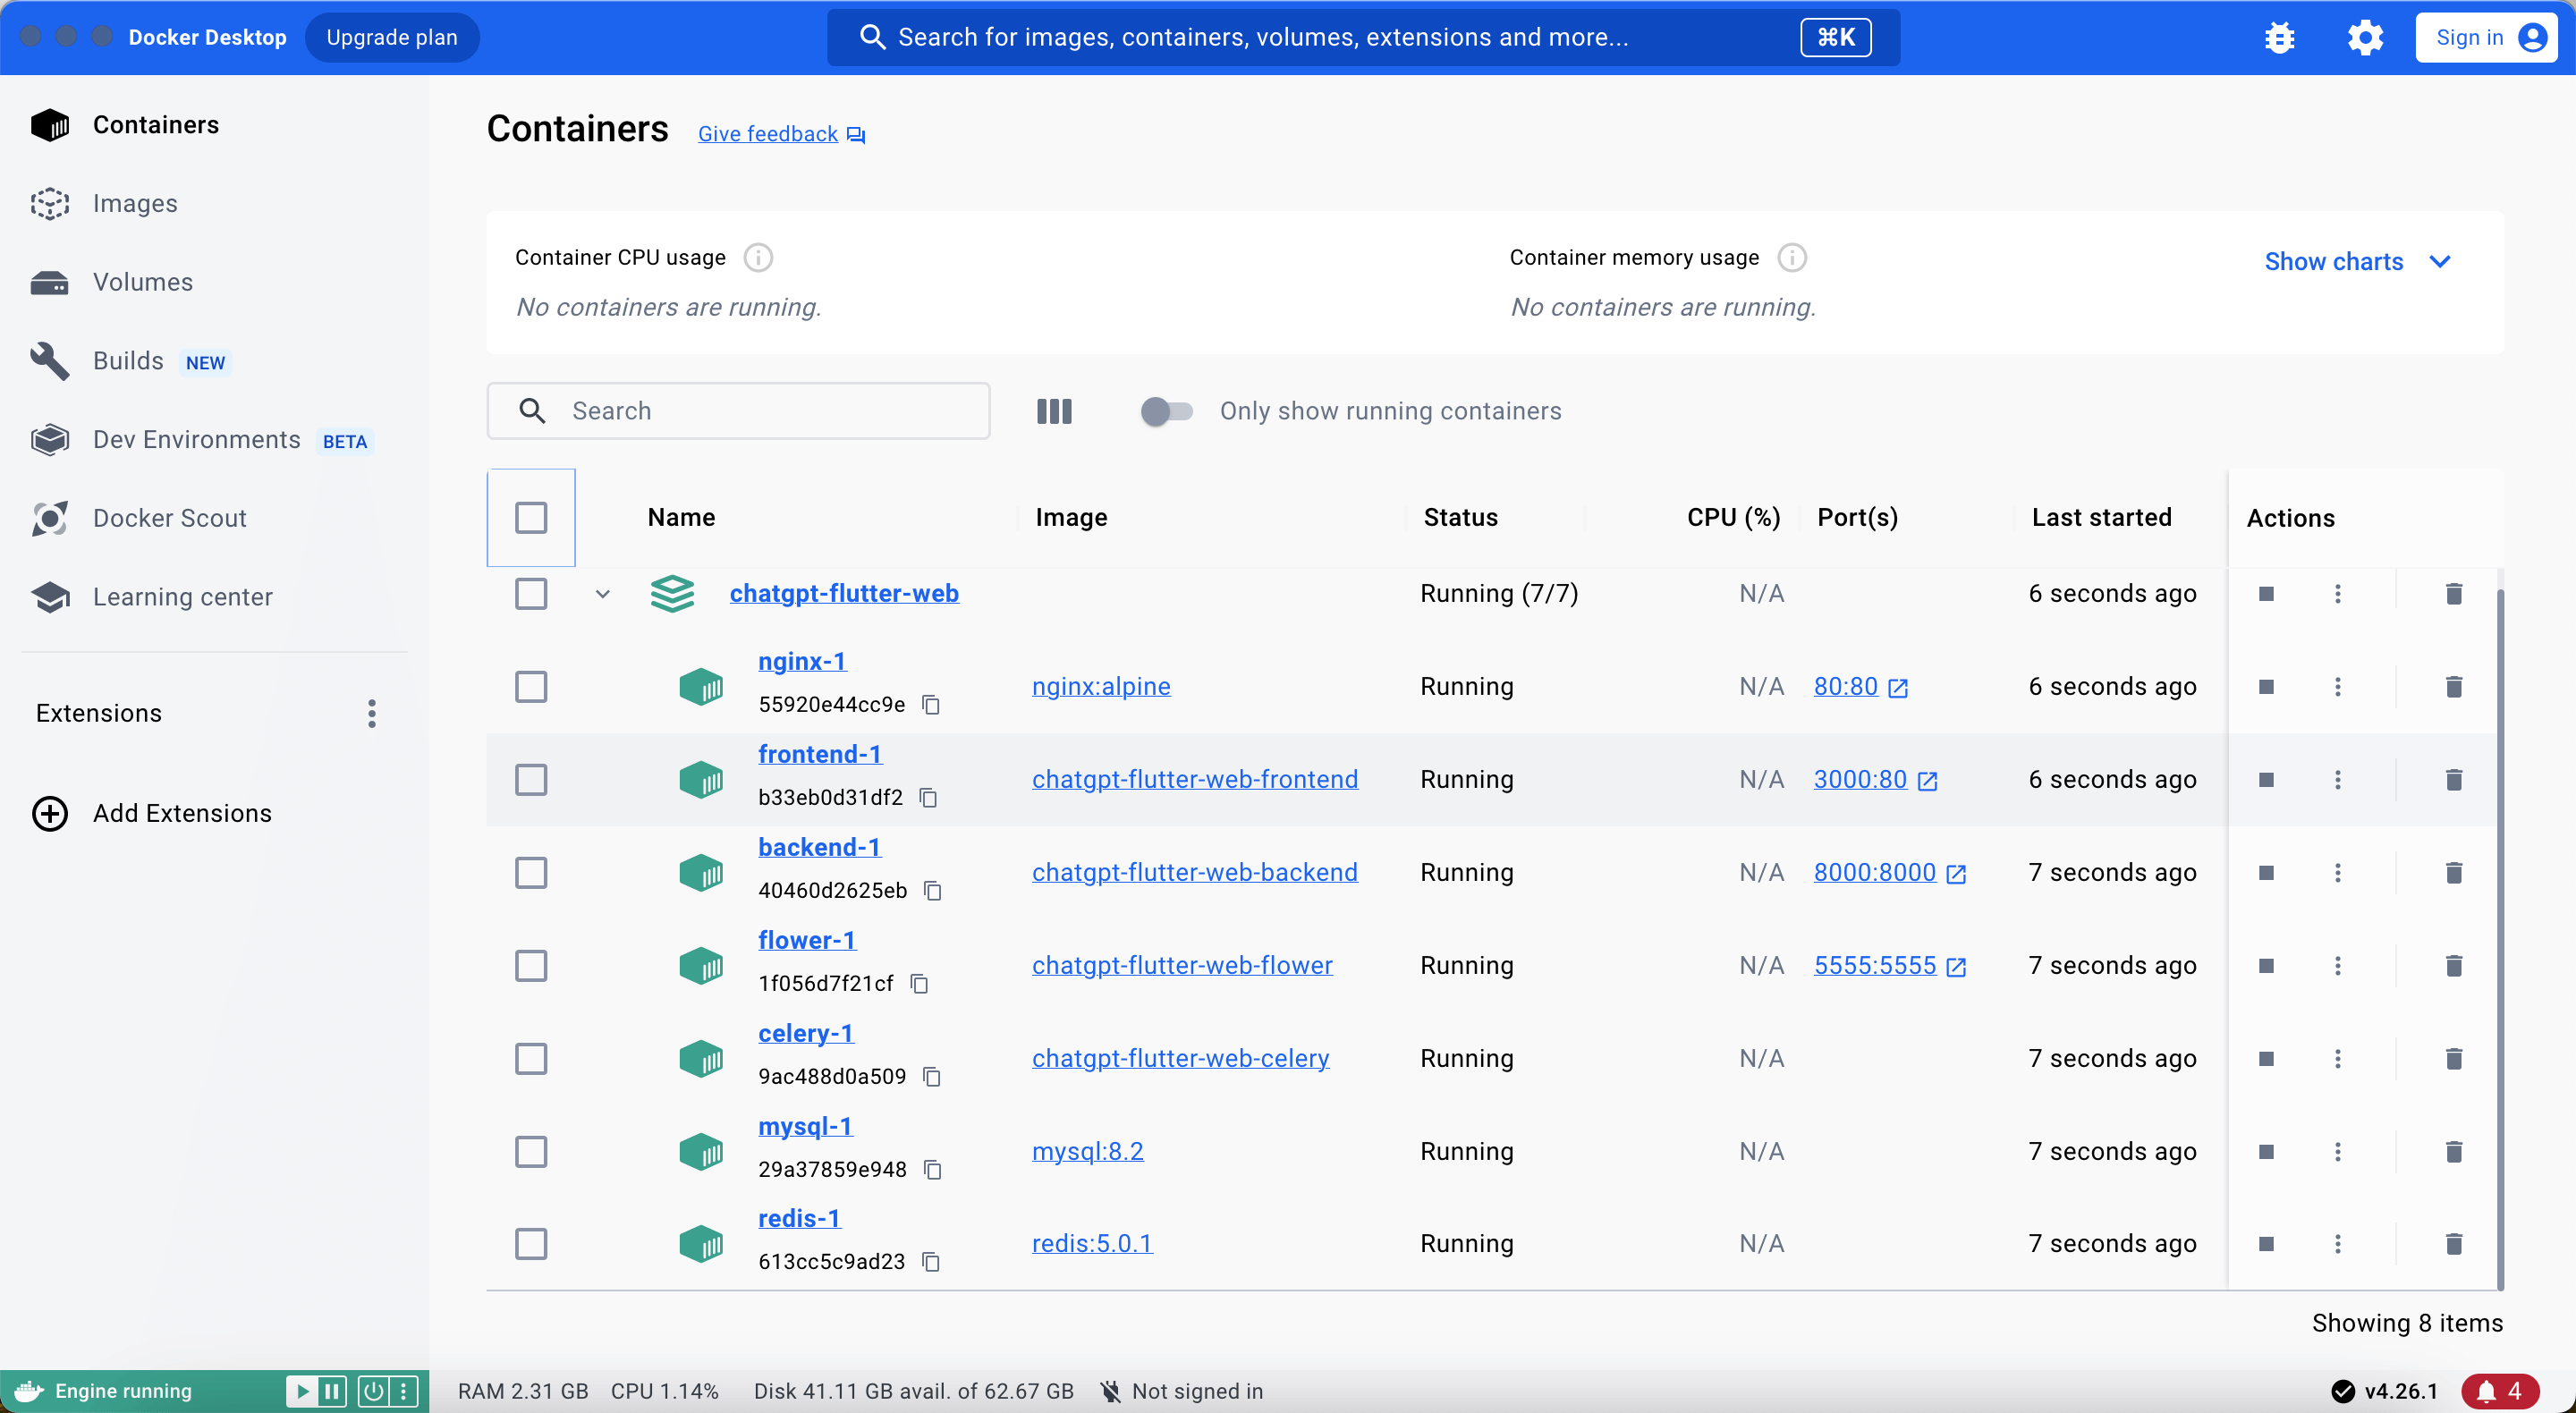 Docker Desktop
Upgrade plan
Search for images, containers, volumes, extensions and more...
⌘K
Sign in
Containers
Images
Volumes
Builds NEW
Dev Environments BETA
Docker Scout
Learning center
Extensions
Add Extensions
Containers Give feedback
Container CPU usage
No containers are running.
Container memory usage
No containers are running.
Show charts
Search
Only show running containers
Name Image Status CPU (%) Port(s) Last started Actions
chatgpt-flutter-web Running (7/7) N/A 6 seconds ago
nginx-1
55920e44cc9e
nginx:alpine Running N/A 80:80 6 seconds ago
frontend-1
b33eb0d31df2
chatgpt-flutter-web-frontend Running N/A 3000:80 6 seconds ago
backend-1
40460d2625eb
chatgpt-flutter-web-backend Running N/A 8000:8000 7 seconds ago
flower-1
1f056d7f21cf
chatgpt-flutter-web-flower Running N/A 5555:5555 7 seconds ago
celery-1
9ac488d0a509
chatgpt-flutter-web-celery Running N/A 7 seconds ago
mysql-1
29a37859e948
mysql:8.2 Running N/A 7 seconds ago
redis-1
613cc5c9ad23
redis:5.0.1 Running N/A 7 seconds ago
Showing 8 items
Engine running
RAM 2.31 GB CPU 1.14% Disk 41.11 GB avail. of 62.67 GB Not signed in
v4.26.1
4